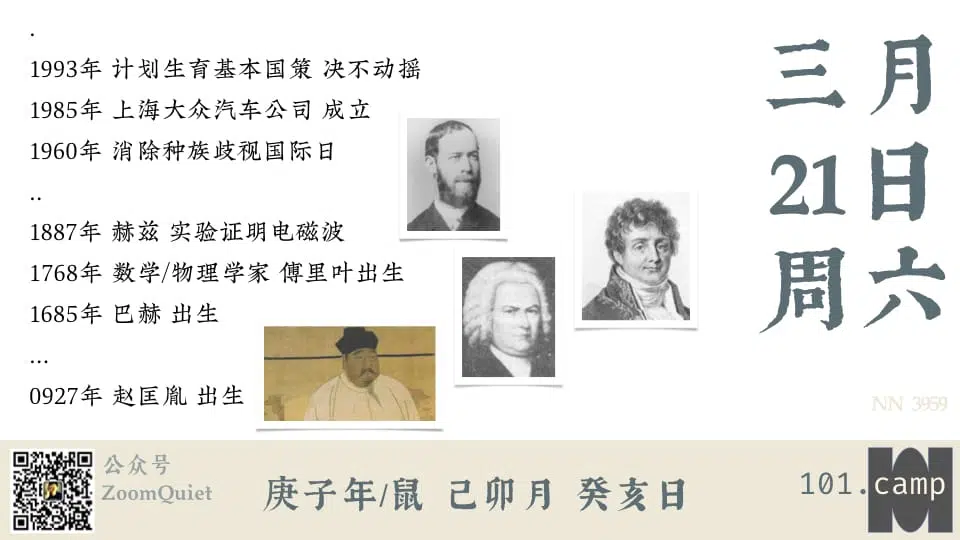 .
1993年 计划生育基本国策 决不动摇
1985年 上海大众汽车公司 成立
1960年 消除种族歧视国际日
..
1887年 赫兹 实验证明电磁波
1768年 数学/物理学家 傅里叶出生
1685年 巴赫 出生
...
0927年 赵匡胤 出生
三月
21日
周六
NN 3959
公众号
ZoomQuiet
庚子年/鼠 己卯月 癸亥日
101.camp